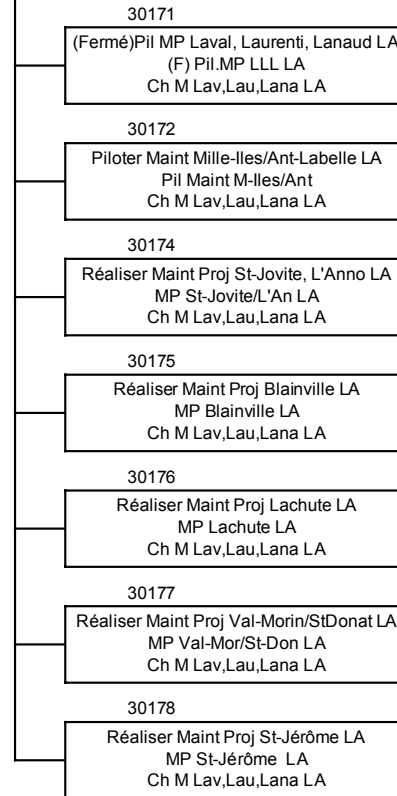 30171
(Fermé)Pil MP Laval, Laurenti, Lanaud LA
(F) Pil.MP LLL LA
Ch M Lav,Lau,Lana LA
30172
Piloter Maint Mille-Iles/Ant-Labelle LA
Pil Maint M-Iles/Ant
Ch M Lav,Lau,Lana LA
30174
Réaliser Maint Proj St-Jovite, L'Anno LA
MP St-Jovite/L'An LA
Ch M Lav,Lau,Lana LA
30175
Réaliser Maint Proj Blainville LA
MP Blainville LA
Ch M Lav,Lau,Lana LA
30176
Réaliser Maint Proj Lachute LA
MP Lachute LA
Ch M Lav,Lau,Lana LA
30177
Réaliser Maint Proj Val-Morin/StDonat LA
MP Val-Mor/St-Don LA
Ch M Lav,Lau,Lana LA
30178
Réaliser Maint Proj St-Jérôme LA
MP St-Jérôme LA
Ch M Lav,Lau,Lana LA